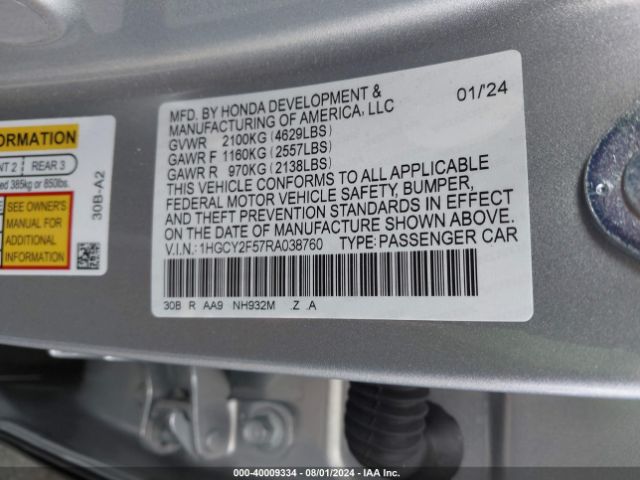 MFD. BY HONDA DEVELOPMENT &
MANUFACTURING OF AMERICA, LLC
01/'24
GVWR 2100KG (4629LBS)
GAWR F 1160KG (2557LBS)
GAWR R 970KG (2138LBS)
THIS VEHICLE CONFORMS TO ALL APPLICABLE
FEDERAL MOTOR VEHICLE SAFETY, BUMPER,
AND THEFT PREVENTION STANDARDS IN EFFECT
ON THE DATE OF MANUFACTURE SHOWN ABOVE.
V.I.N.: 1HGCY2F57RA038760 TYPE: PASSENGER CAR
30B R AA9 NH932M .Z .A
REAR 3
385kg or 850lbs.
SEE OWNER'S
MANUAL FOR
ADDITIONAL
INFORMATION
30B-A2
000-40009334 - 08/01/2024 - IAA Inc.